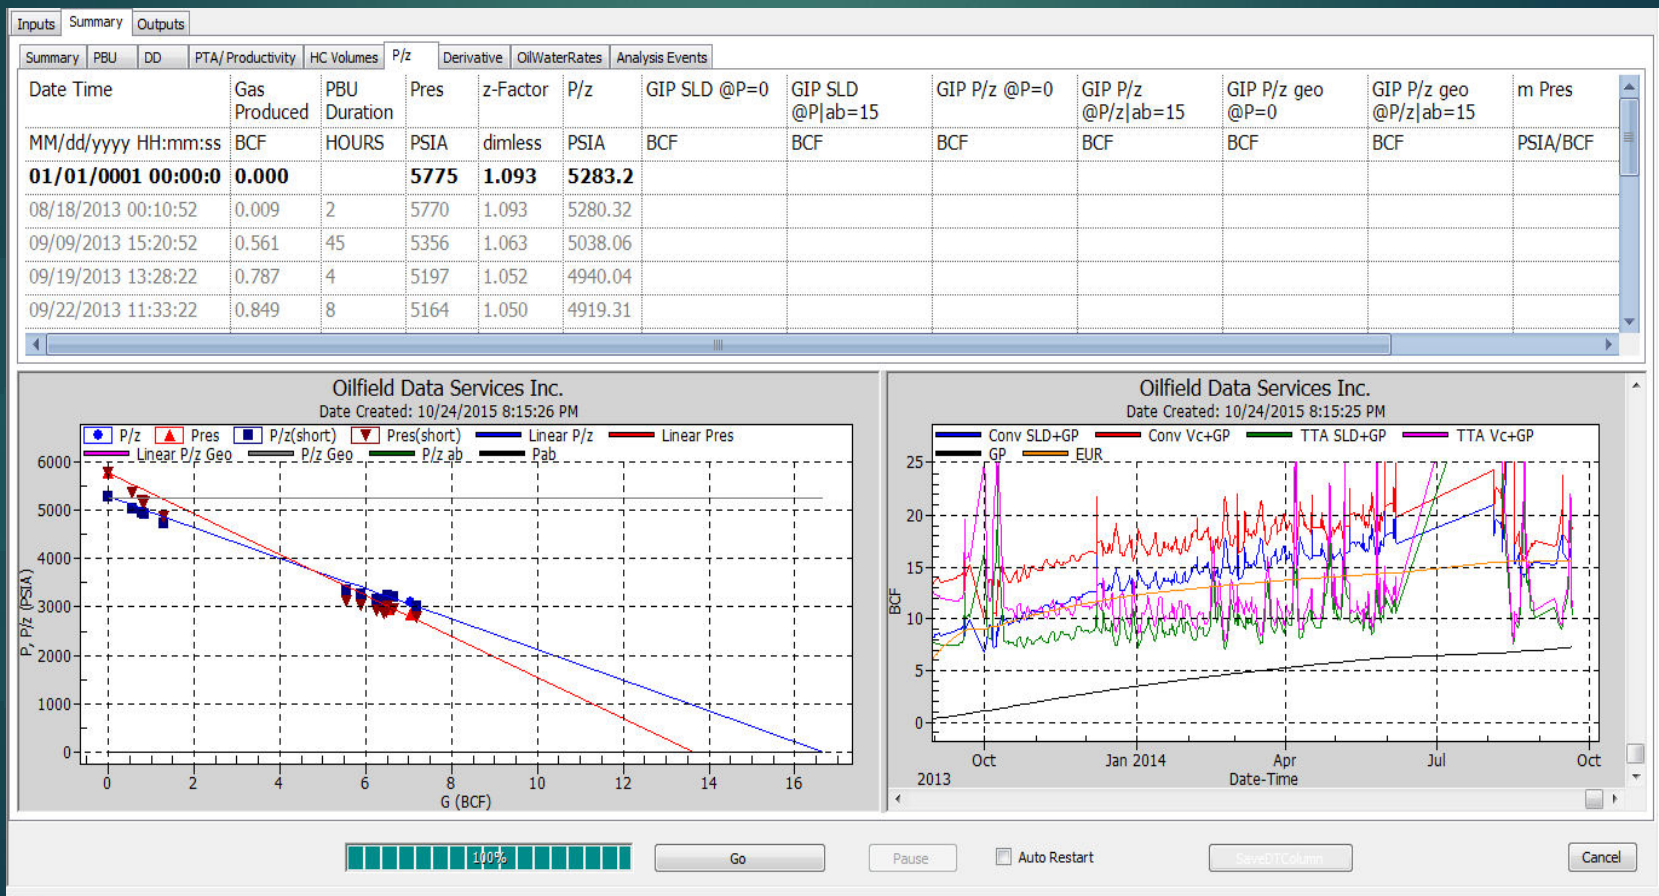 Inputs Summary Outputs
Summary PBU DD PTA/Productivity HC Volumes P/z Derivative OilWaterRates Analysis Events
Date Time Gas Produced PBU Duration Pres z-Factor P/z GIP SLD @P=0 GIP SLD @P|ab=15 GIP P/z @P=0 GIP P/z @P/z|ab=15 GIP P/z geo @P=0 GIP P/z geo @P/z|ab=15 m Pres
MM/dd/yyyy HH:mm:ss BCF HOURS PSIA dimless PSIA BCF BCF BCF BCF BCF BCF PSIA/BCF
01/01/0001 00:00:0 0.000 5775 1.093 5283.2
08/18/2013 00:10:52 0.009 2 5770 1.093 5280.32
09/09/2013 15:20:52 0.561 45 5356 1.063 5038.06
09/19/2013 13:28:22 0.787 4 5197 1.052 4940.04
09/22/2013 11:33:22 0.849 8 5164 1.050 4919.31
Oilfield Data Services Inc.
Date Created: 10/24/2015 8:15:26 PM
P/z Pres P/z(short) Pres(short) Linear P/z Linear Pres
Linear P/z Geo P/z Geo P/z ab Pab
6000
5000
4000
3000
2000
1000
0
P, P/z (PSIA)
0 2 4 6 8 10 12 14 16
G (BCF)
Oilfield Data Services Inc.
Date Created: 10/24/2015 8:15:25 PM
Conv SLD+GP Conv Vc+GP TTA SLD+GP TTA Vc+GP
GP EUR
25
20
15
10
5
0
BCF
Oct Jan 2014 Apr Jul Oct
2013 Date-Time
100% Go Pause Auto Restart SaveDTColumn Cancel